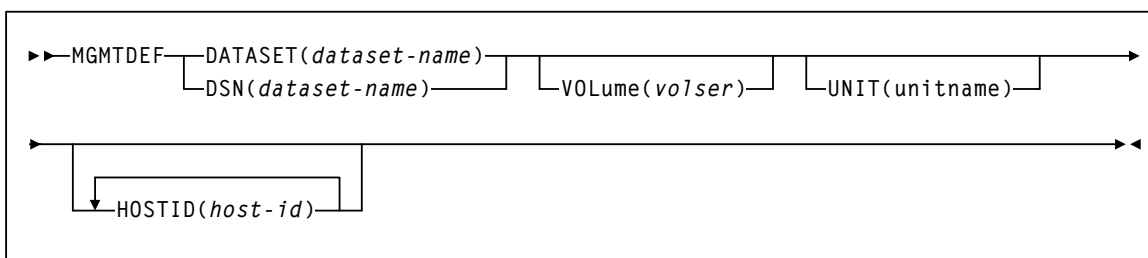 MGMTDEF DATASET(dataset-name)
DSN(dataset-name) VOLume(volser) UNIT(unitname)
HOSTID(host-id)